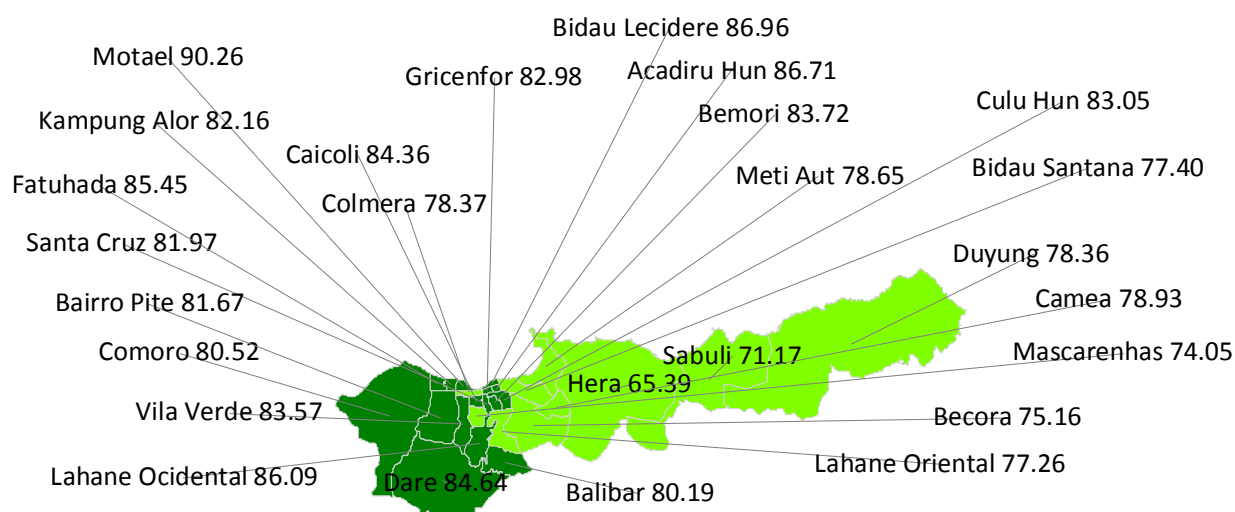 Bidau Lecidere 86.96
Motael 90.26
Gricenfor 82.98
Acadiru Hun 86.71
Culu Hun 83.05
Bemori 83.72
Kampung Alor 82.16
Caicoli 84.36
Bidau Santana 77.40
Meti Aut 78.65
Fatuhada 85.45
Colmera 78.37
Santa Cruz 81.97
Duyung 78.36
Bairro Pite 81.67
Camea 78.93
Comoro 80.52
Sabuli 71.17
Mascarenhas 74.05
Hera 65.39
Vila Verde 83.57
Becora 75.16
Lahane Oriental 77.26
Lahane Ocidental 86.09
Dare 84.64
Balibar 80.19